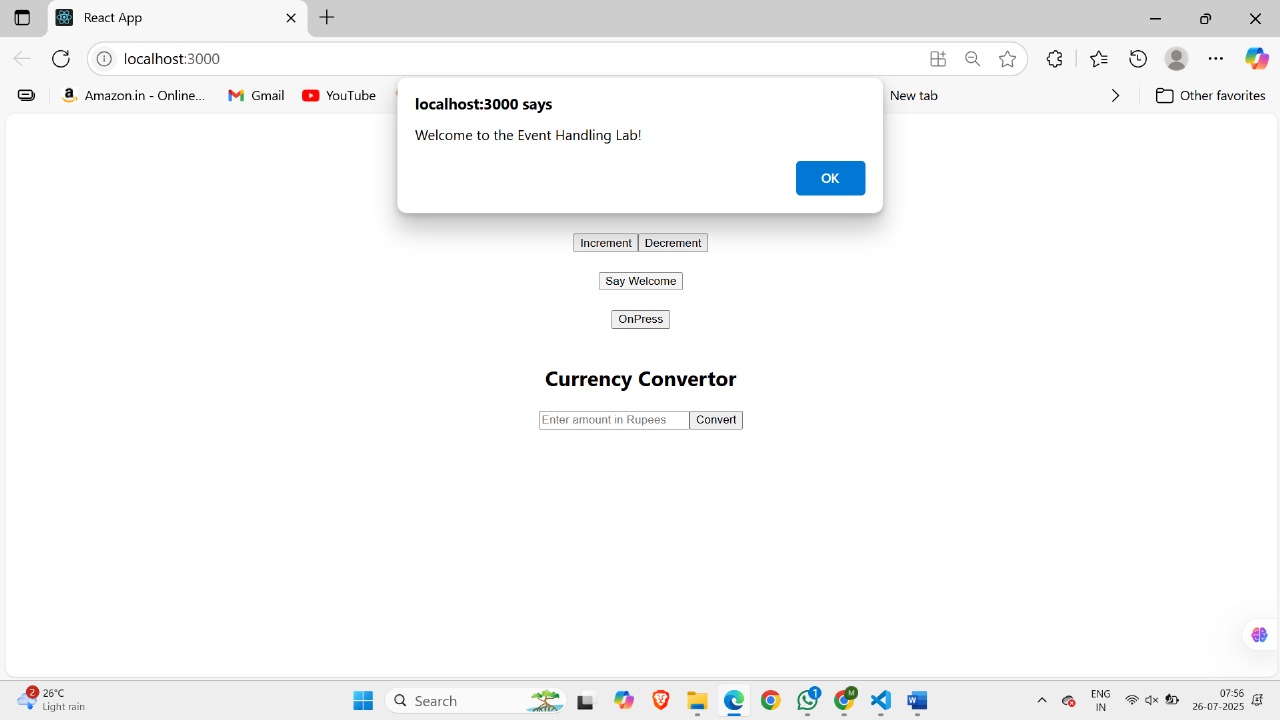 React App
localhost:3000
Amazon.in - Online...
Gmail
YouTube
New tab
Other favorites
localhost:3000 says
Welcome to the Event Handling Lab!
OK
Increment
Decrement
Say Welcome
OnPress
Currency Convertor
Enter amount in Rupees
Convert
2
26°C
Light rain
Search
1
M
ENG
IN
07:56
26-07-2025